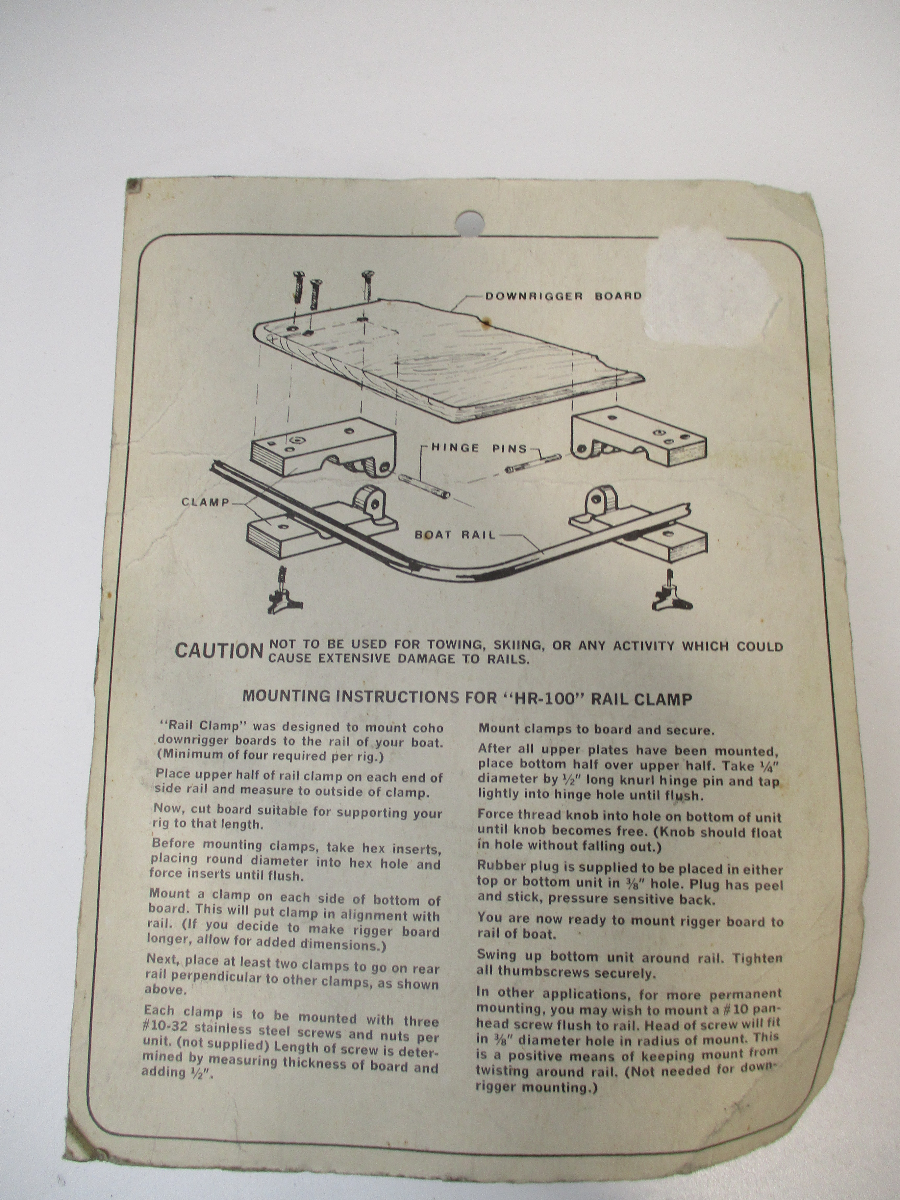 DOWNRIGGER BOARD
HINGE PINS
CLAMP
BOAT RAIL
CAUTION NOT TO BE USED FOR TOWING, SKIING, OR ANY ACTIVITY WHICH COULD
CAUSE EXTENSIVE DAMAGE TO RAILS.
MOUNTING INSTRUCTIONS FOR "HR-100" RAIL CLAMP
"Rail Clamp" was designed to mount coho
downrigger boards to the rail of your boat.
(Minimum of four required per rig.)
Place upper half of rail clamp on each end of
side rail and measure to outside of clamp.
Now, cut board suitable for supporting your
rig to that length.
Before mounting clamps, take hex inserts,
placing round diameter into hex hole and
force inserts until flush.
Mount a clamp on each side of bottom of
board. This will put clamp in alignment with
rail. (If you decide to make rigger board
longer, allow for added dimensions.)
Next, place at least two clamps to go on rear
rail perpendicular to other clamps, as shown
above.
Each clamp is to be mounted with three
#10-32 stainless steel screws and nuts per
unit. (not supplied) Length of screw is deter-
mined by measuring thickness of board and
adding ½".
Mount clamps to board and secure.
After all upper plates have been mounted,
place bottom half over upper half. Take ¼"
diameter by ½" long knurl hinge pin and tap
lightly into hinge hole until flush.
Force thread knob into hole on bottom of unit
until knob becomes free. (Knob should float
in hole without falling out.)
Rubber plug is supplied to be placed in either
top or bottom unit in ⅜" hole. Plug has peel
and stick, pressure sensitive back.
You are now ready to mount rigger board to
rail of boat.
Swing up bottom unit around rail. Tighten
all thumbscrews securely.
In other applications, for more permanent
mounting, you may wish to mount a #10 pan-
head screw flush to rail. Head of screw will fit
in ⅜" diameter hole in radius of mount. This
is a positive means of keeping mount from
twisting around rail. (Not needed for down-
rigger mounting.)